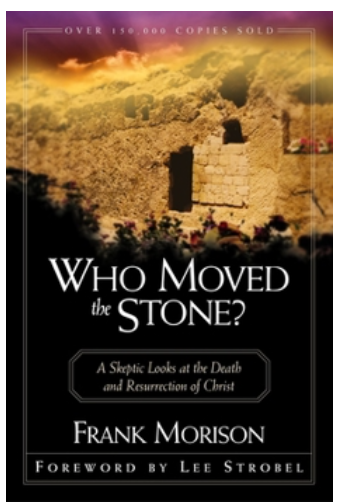 OVER 150,000 COPIES SOLD
WHO MOVED
the STONE?
A Skeptic Looks at the Death
and Resurrection of Christ
FRANK MORISON
FOREWORD BY LEE STROBEL